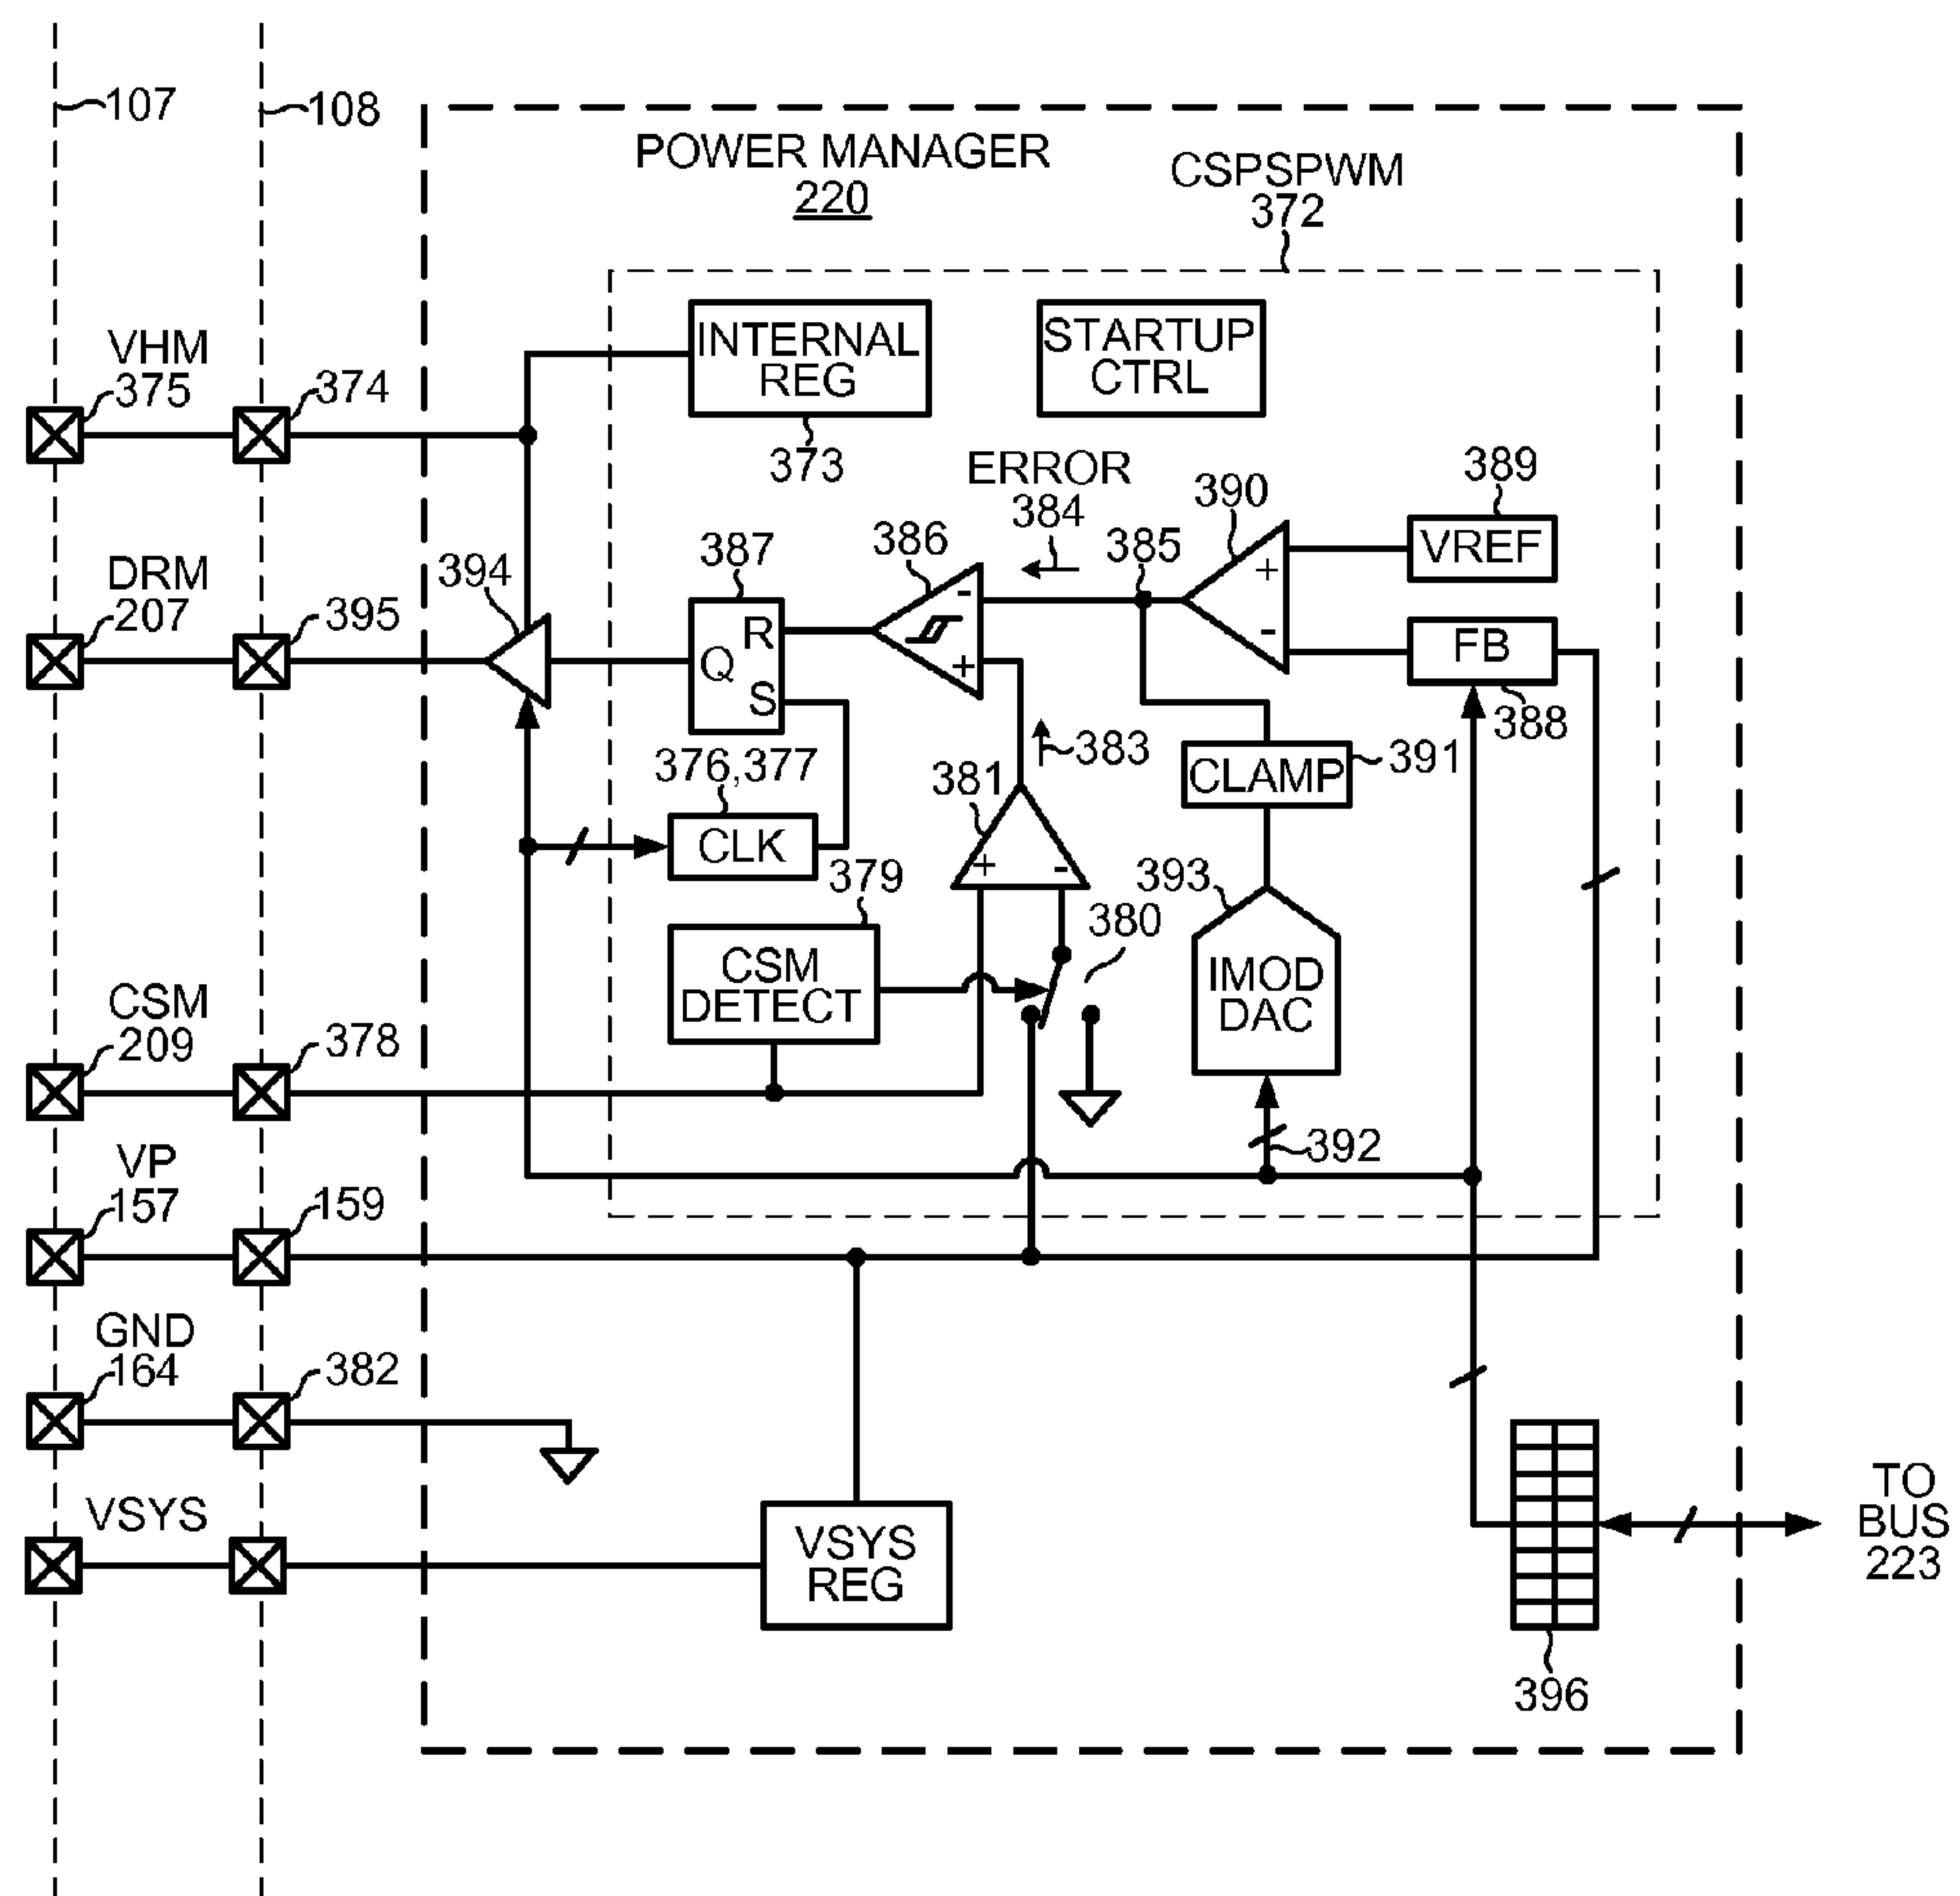 107
108
POWER MANAGER
220
CSPSPWM
372
VHM
375
374
INTERNAL
REG
373
STARTUP
CTRL
ERROR
384
390
389
VREF
DRM
207
395
394
387
R
Q
S
386
-
+
385
+
-
FB
388
376,377
CLK
381
+
-
383
CLAMP
391
379
CSM
DETECT
380
393
IMOD
DAC
392
CSM
209
378
VP
157
159
GND
164
382
VSYS
VSYS
REG
396
TO
BUS
223